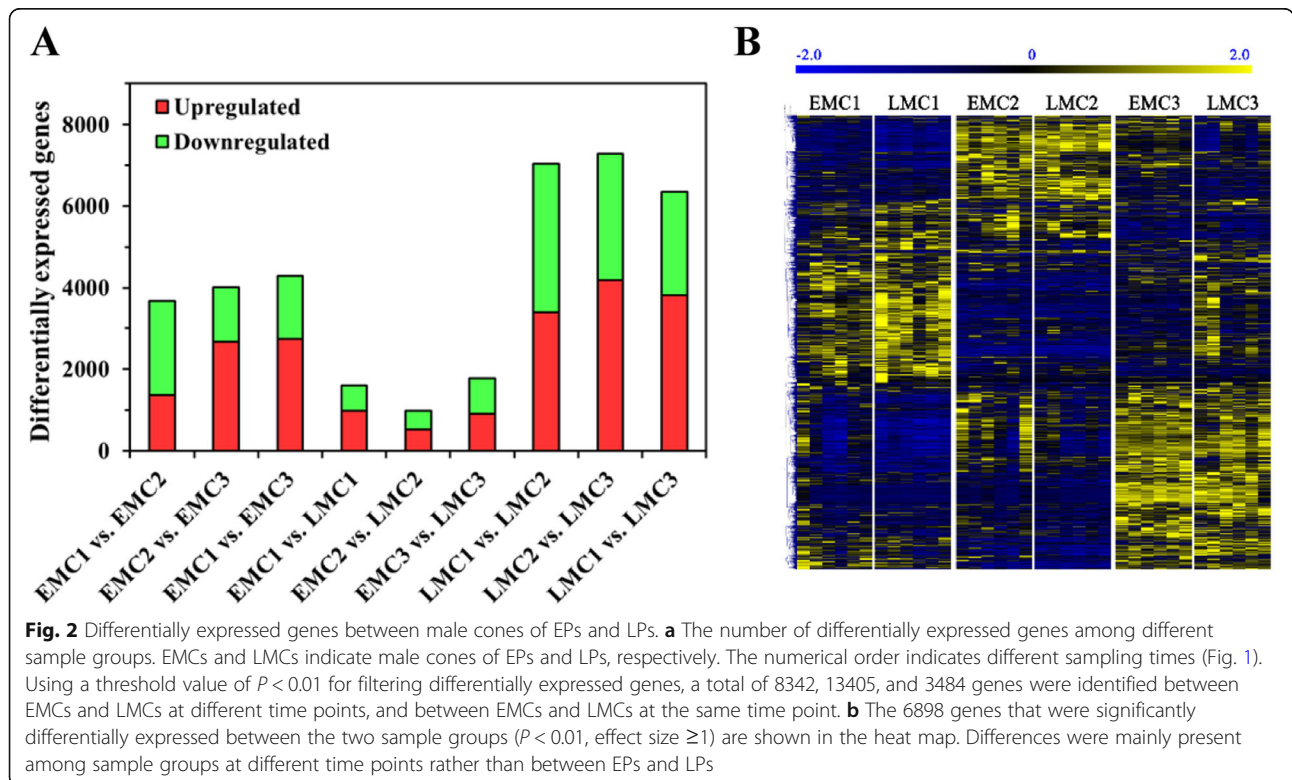 A
Upregulated
Downregulated
Differentially expressed genes
8000
6000
4000
2000
0
EMC1 vs. EMC2
EMC2 vs. EMC3
EMC1 vs. EMC3
EMC1 vs. LMC1
EMC2 vs. LMC2
EMC3 vs. LMC3
LMC1 vs. LMC2
LMC2 vs. LMC3
LMC1 vs. LMC3
B
-2.0 0 2.0
EMC1 LMC1 EMC2 LMC2 EMC3 LMC3
Fig. 2 Differentially expressed genes between male cones of EPs and LPs. a The number of differentially expressed genes among different
sample groups. EMCs and LMCs indicate male cones of EPs and LPs, respectively. The numerical order indicates different sampling times (Fig. 1).
Using a threshold value of P < 0.01 for filtering differentially expressed genes, a total of 8342, 13405, and 3484 genes were identified between
EMCs and LMCs at different time points, and between EMCs and LMCs at the same time point. b The 6898 genes that were significantly
differentially expressed between the two sample groups (P < 0.01, effect size ≥1) are shown in the heat map. Differences were mainly present
among sample groups at different time points rather than between EPs and LPs